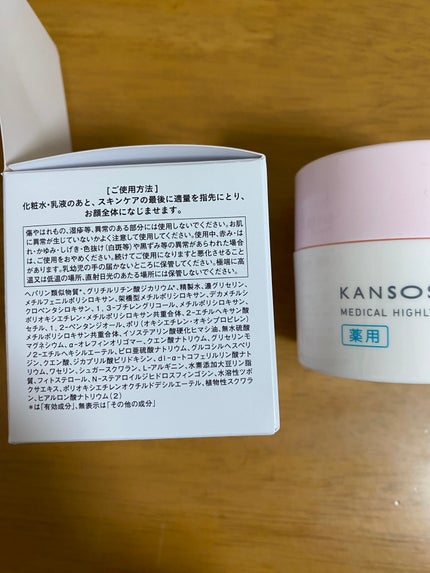 [ご使用方法]
化粧水・乳液のあと、スキンケアの最後に適量を指先にとり、
お顔全体になじませます。
傷やはれもの、湿疹等、異常のある部分には使用しないでください。お肌
に異常が生じていないかよく注意して使用してください。使用中、赤み・は
れ・かゆみ・しげき・色抜け(白斑等)や黒ずみ等の異常があらわれた場合
は、ご使用をおやめください。続けてご使用になりますと悪化させることが
あります。乳幼児の手の届かないところに保管してください。極端に高
温又は低温の場所、直射日光のあたる場所には保管しないでください。
ヘパリン類似物質*、グリチルリチン酸ジカリウム*、精製水、濃グリセリン、
メチルフェニルポリシロキサン、架橋型メチルポリシロキサン、デカメチルシ
クロペンタシロキサン、1,3-ブチレングリコール、メチルポリシロキサン、
ポリオキシエチレン・メチルポリシロキサン共重合体、2-エチルヘキサン酸
セチル、1,2-ペンタンジオール、ポリ(オキシエチレン・オキシプロピレン)
メチルポリシロキサン共重合体、イソステアリン酸硬化ヒマシ油、無水硫酸
マグネシウム、α-オレフィンオリゴマー、クエン酸ナトリウム、グリセリンモ
ノ2-エチルヘキシルエーテル、ピロ亜硫酸ナトリウム、グルコシルヘスペリ
ジン、クエン酸、ジカプリル酸ピリドキシン、dl-α-トコフェリルリン酸ナト
リウム、ワセリン、シュガースクワラン、L-アルギニン、水素添加大豆リン脂
質、フィトステロール、N-ステアロイルジヒドロスフィンゴシン、水溶性ツボ
クサエキス、ポリオキシエチレンオクチルドデシルエーテル、植物性スクワラ
ン、ヒアルロン酸ナトリウム(2)
*は「有効成分」、無表示は「その他の成分」
KANSOS
MEDICAL HIGHL
薬用